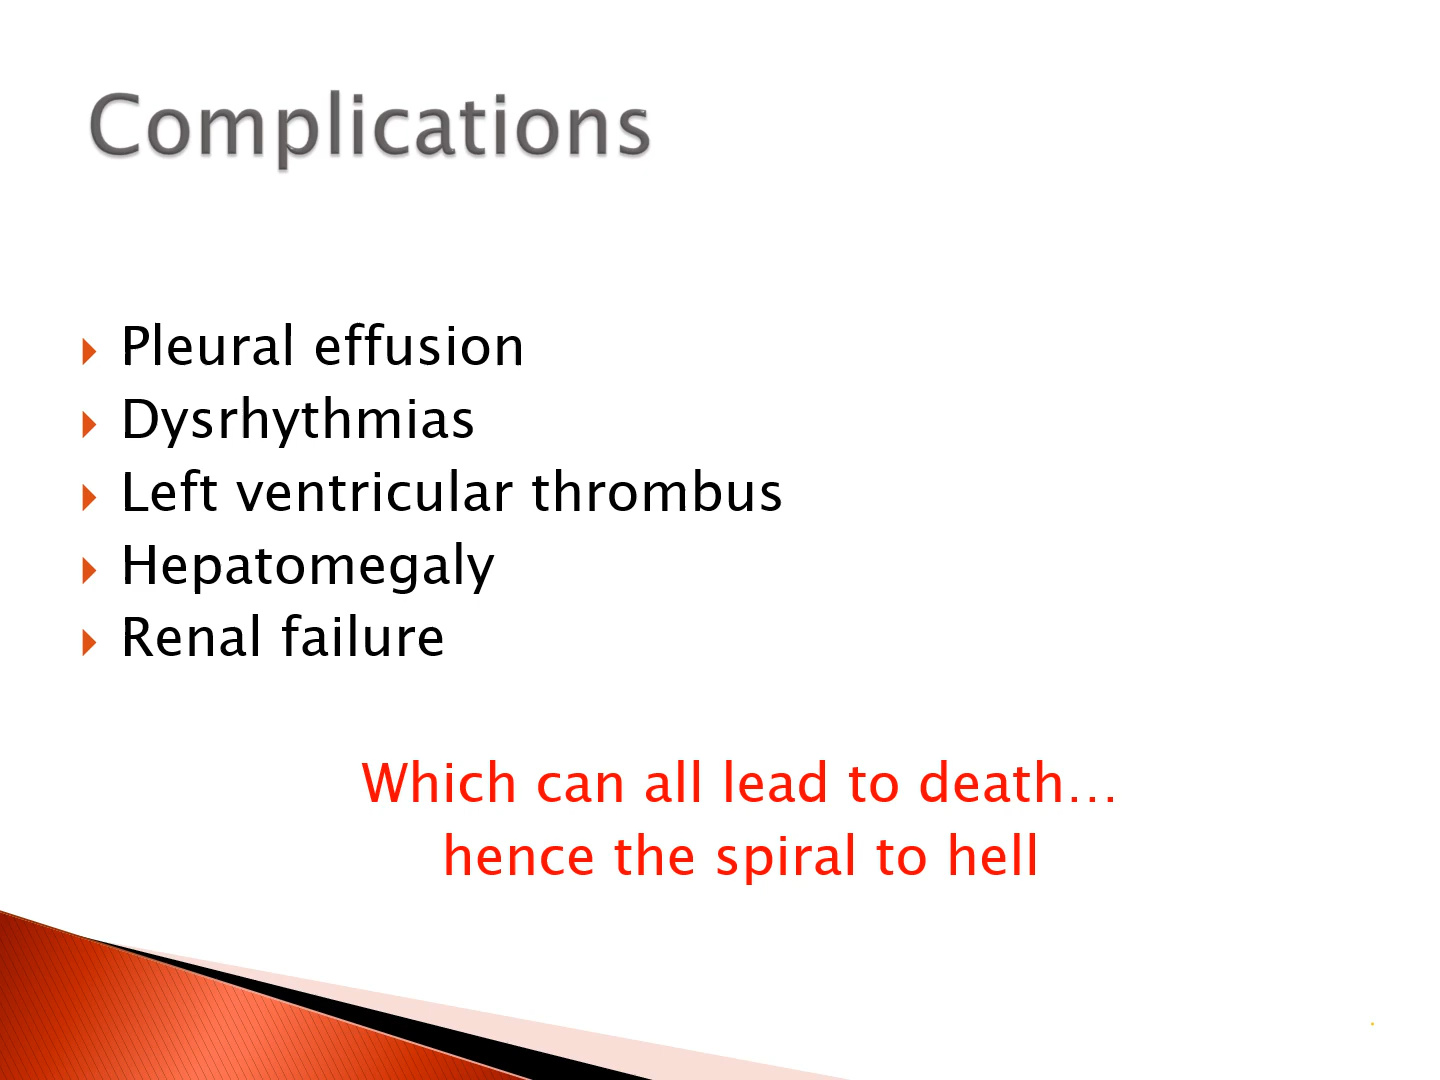 Complications
Pleural effusion
Dysrhythmias
Left ventricular thrombus
Hepatomegaly
Renal failure
Which can all lead to death…
hence the spiral to hell